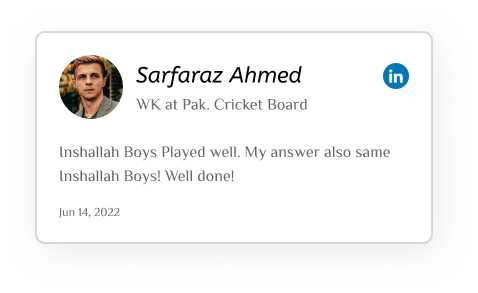 Sarfaraz Ahmed
in
WK at Pak. Cricket Board
Inshallah Boys Played well. My answer also same
Inshallah Boys! Well done!
Jun 14, 2022